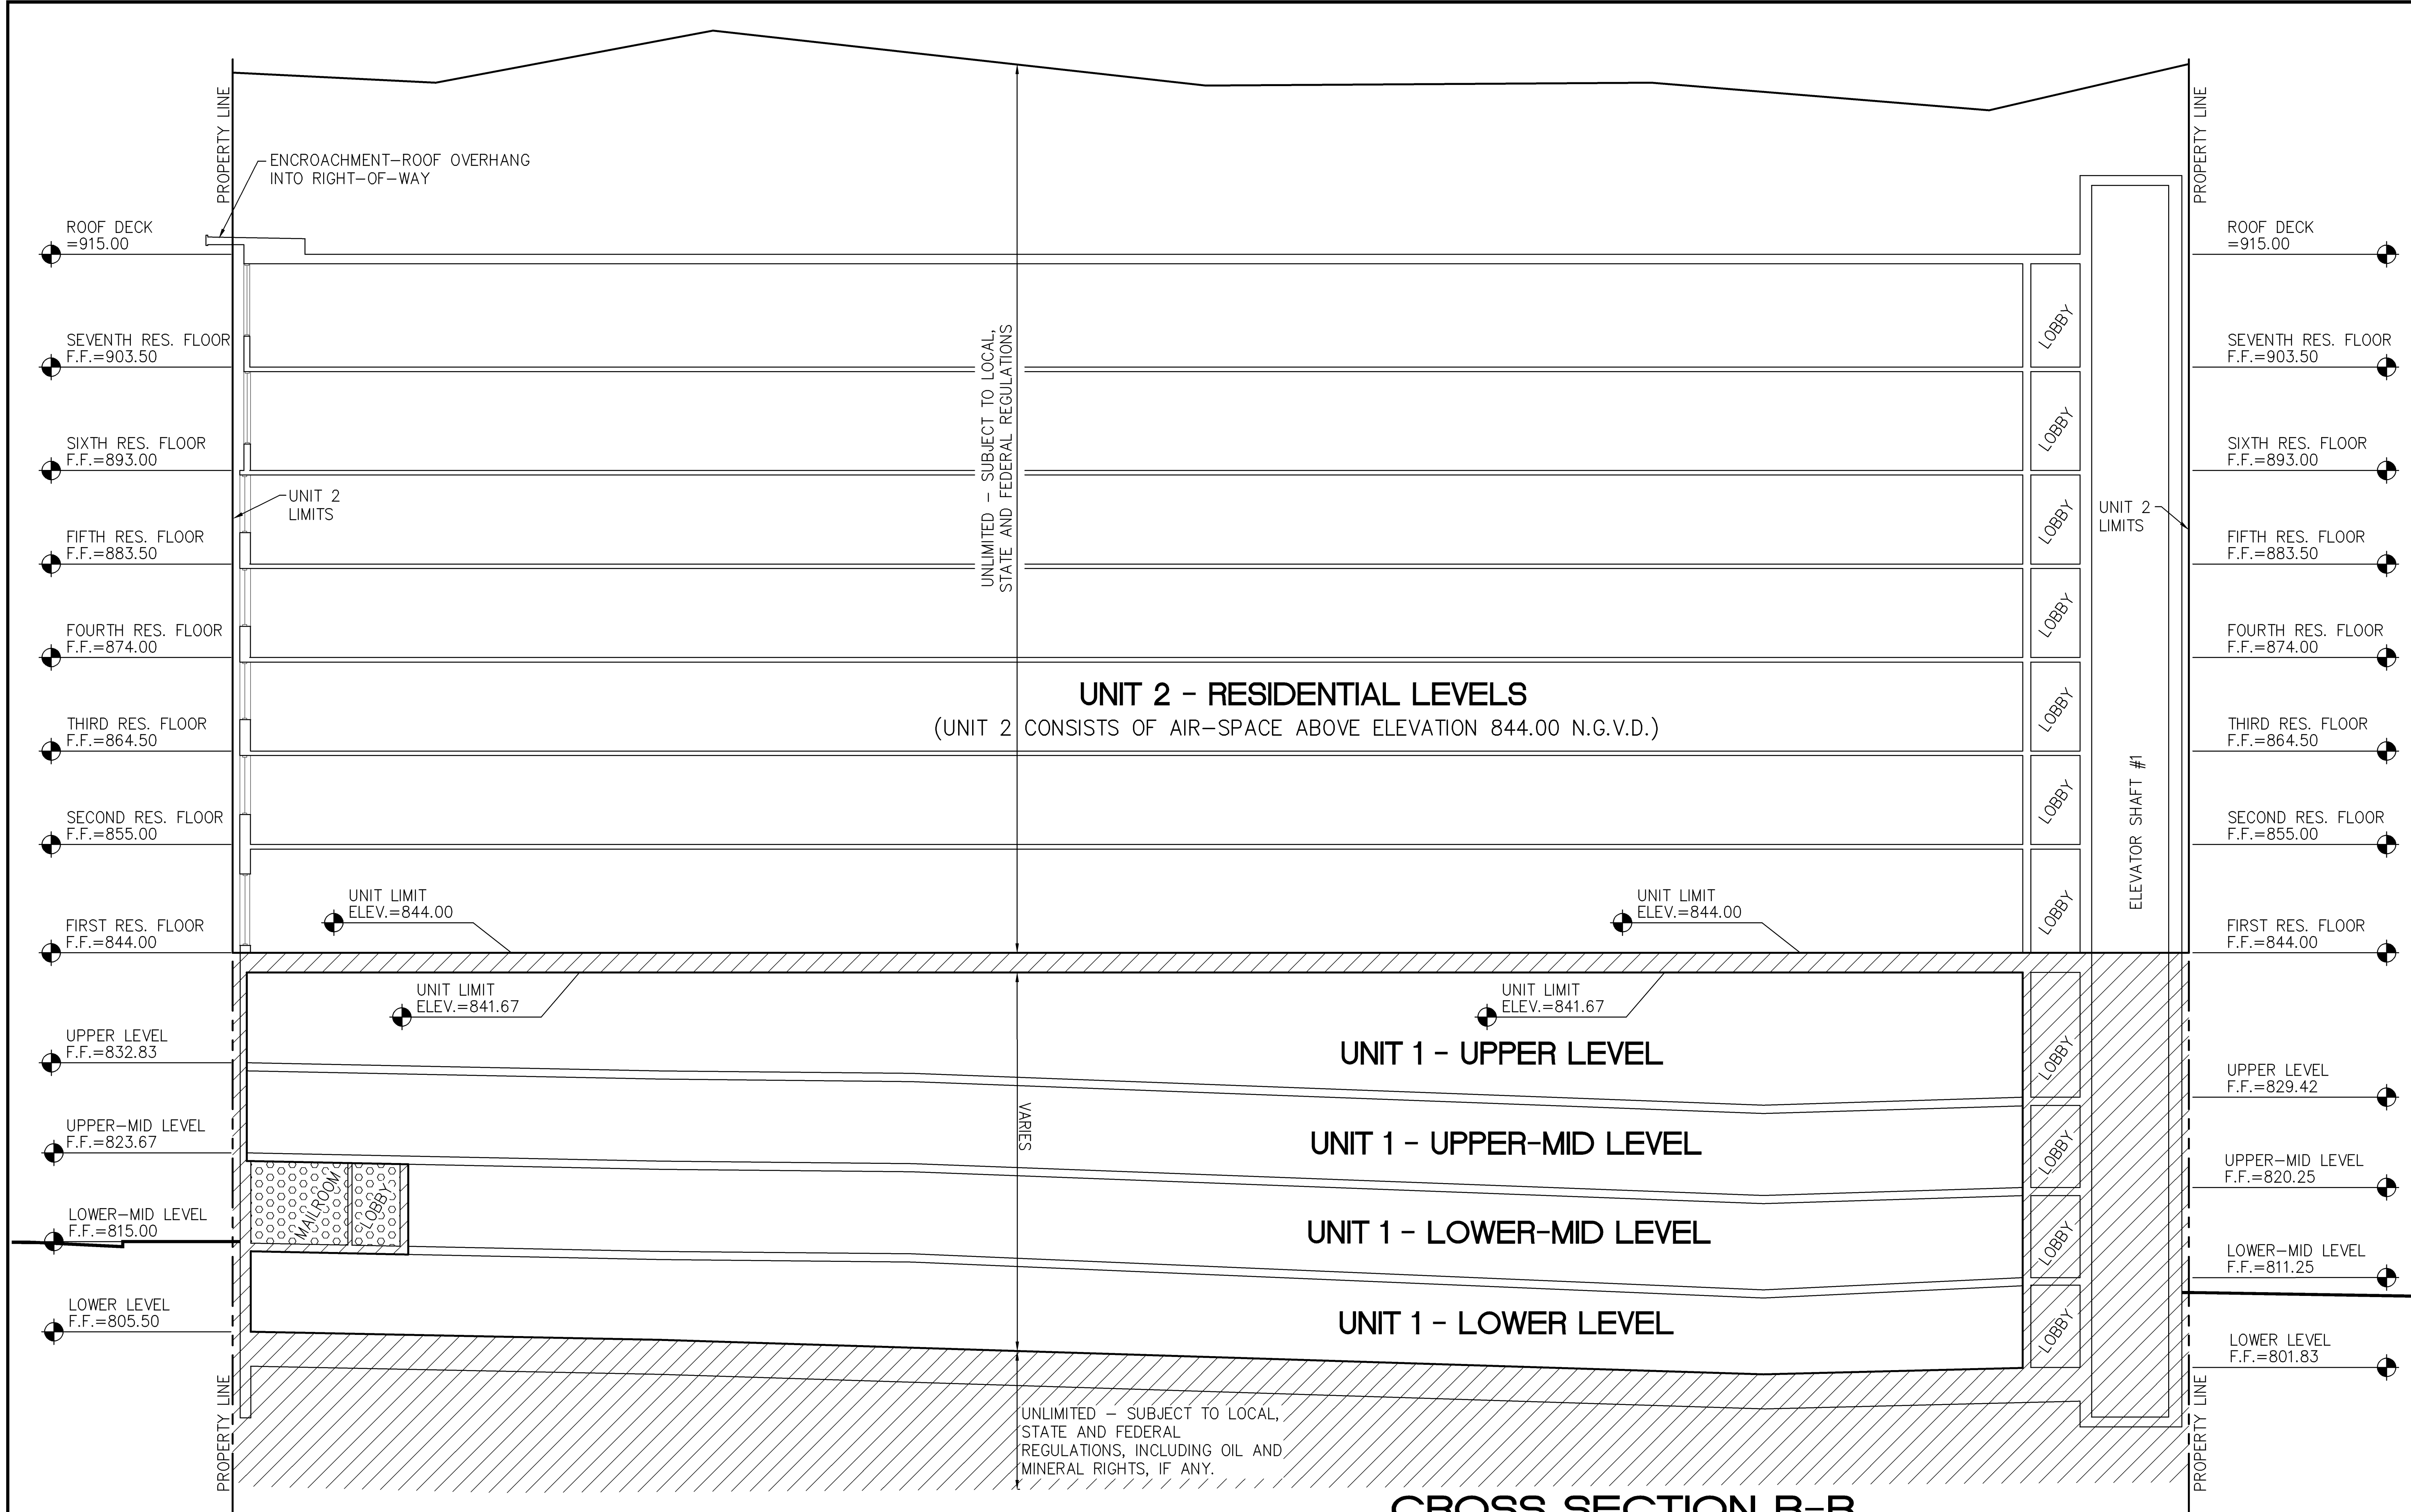 PROPERTY LINE
PROPERTY LINE
ENCROACHMENT-ROOF OVERHANG
INTO RIGHT-OF-WAY
ROOF DECK
=915.00
ROOF DECK
=915.00
SEVENTH RES. FLOOR
F.F.=903.50
UNLIMITED - SUBJECT TO LOCAL,
STATE AND FEDERAL REGULATIONS
LOBBY
SEVENTH RES. FLOOR
F.F.=903.50
SIXTH RES. FLOOR
F.F.=893.00
LOBBY
SIXTH RES. FLOOR
F.F.=893.00
UNIT 2
LIMITS
UNIT 2
LIMITS
FIFTH RES. FLOOR
F.F.=883.50
LOBBY
FIFTH RES. FLOOR
F.F.=883.50
FOURTH RES. FLOOR
F.F.=874.00
LOBBY
FOURTH RES. FLOOR
F.F.=874.00
UNIT 2 - RESIDENTIAL LEVELS
(UNIT 2 CONSISTS OF AIR-SPACE ABOVE ELEVATION 844.00 N.G.V.D.)
THIRD RES. FLOOR
F.F.=864.50
LOBBY
THIRD RES. FLOOR
F.F.=864.50
ELEVATOR SHAFT #1
SECOND RES. FLOOR
F.F.=855.00
LOBBY
SECOND RES. FLOOR
F.F.=855.00
UNIT LIMIT
ELEV.=844.00
UNIT LIMIT
ELEV.=844.00
FIRST RES. FLOOR
F.F.=844.00
LOBBY
FIRST RES. FLOOR
F.F.=844.00
UNIT LIMIT
ELEV.=841.67
UNIT LIMIT
ELEV.=841.67
UPPER LEVEL
F.F.=832.83
UNIT 1 - UPPER LEVEL
LOBBY
UPPER LEVEL
F.F.=829.42
VARIES
UPPER-MID LEVEL
F.F.=823.67
UNIT 1 - UPPER-MID LEVEL
LOBBY
UPPER-MID LEVEL
F.F.=820.25
MAILROOM
LOBBY
LOWER-MID LEVEL
F.F.=815.00
UNIT 1 - LOWER-MID LEVEL
LOBBY
LOWER-MID LEVEL
F.F.=811.25
LOWER LEVEL
F.F.=805.50
UNIT 1 - LOWER LEVEL
LOBBY
LOWER LEVEL
F.F.=801.83
PROPERTY LINE
UNLIMITED - SUBJECT TO LOCAL,
STATE AND FEDERAL
REGULATIONS, INCLUDING OIL AND
MINERAL RIGHTS, IF ANY.
PROPERTY LINE
CROSS SECTION B-B